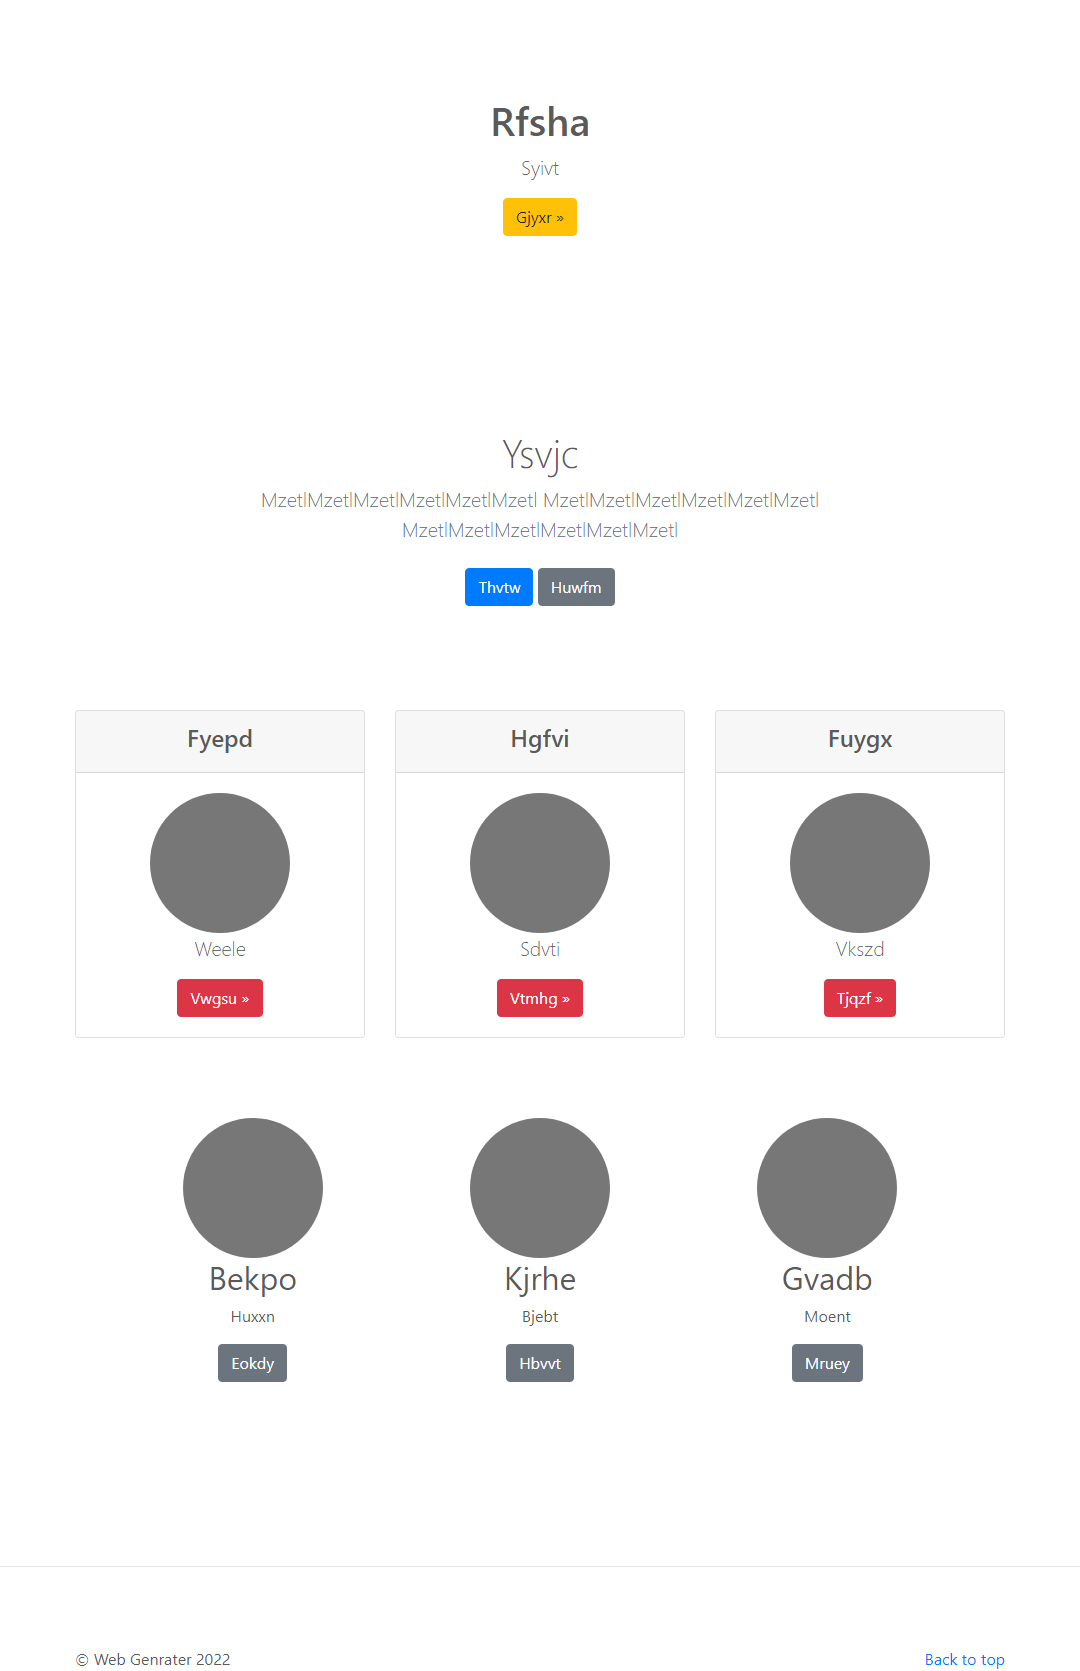 Rfsha
Syivt
Gjyxr »
Ysvjc
MzetlMzetlMzetlMzetlMzetlMzetl MzetlMzetlMzetlMzetlMzetlMzetl
MzetlMzetlMzetlMzetlMzetlMzetl
Thvtw Huwfm
Fyepd Hgfvi Fuygx
Weele Sdvti Vkszd
Vwgsu » Vtmhg » Tjqzf »
Bekpo Kjrhe Gvadb
Huxxn Bjebt Moent
Eokdy Hbvvt Mruey
© Web Genrater 2022 Back to top